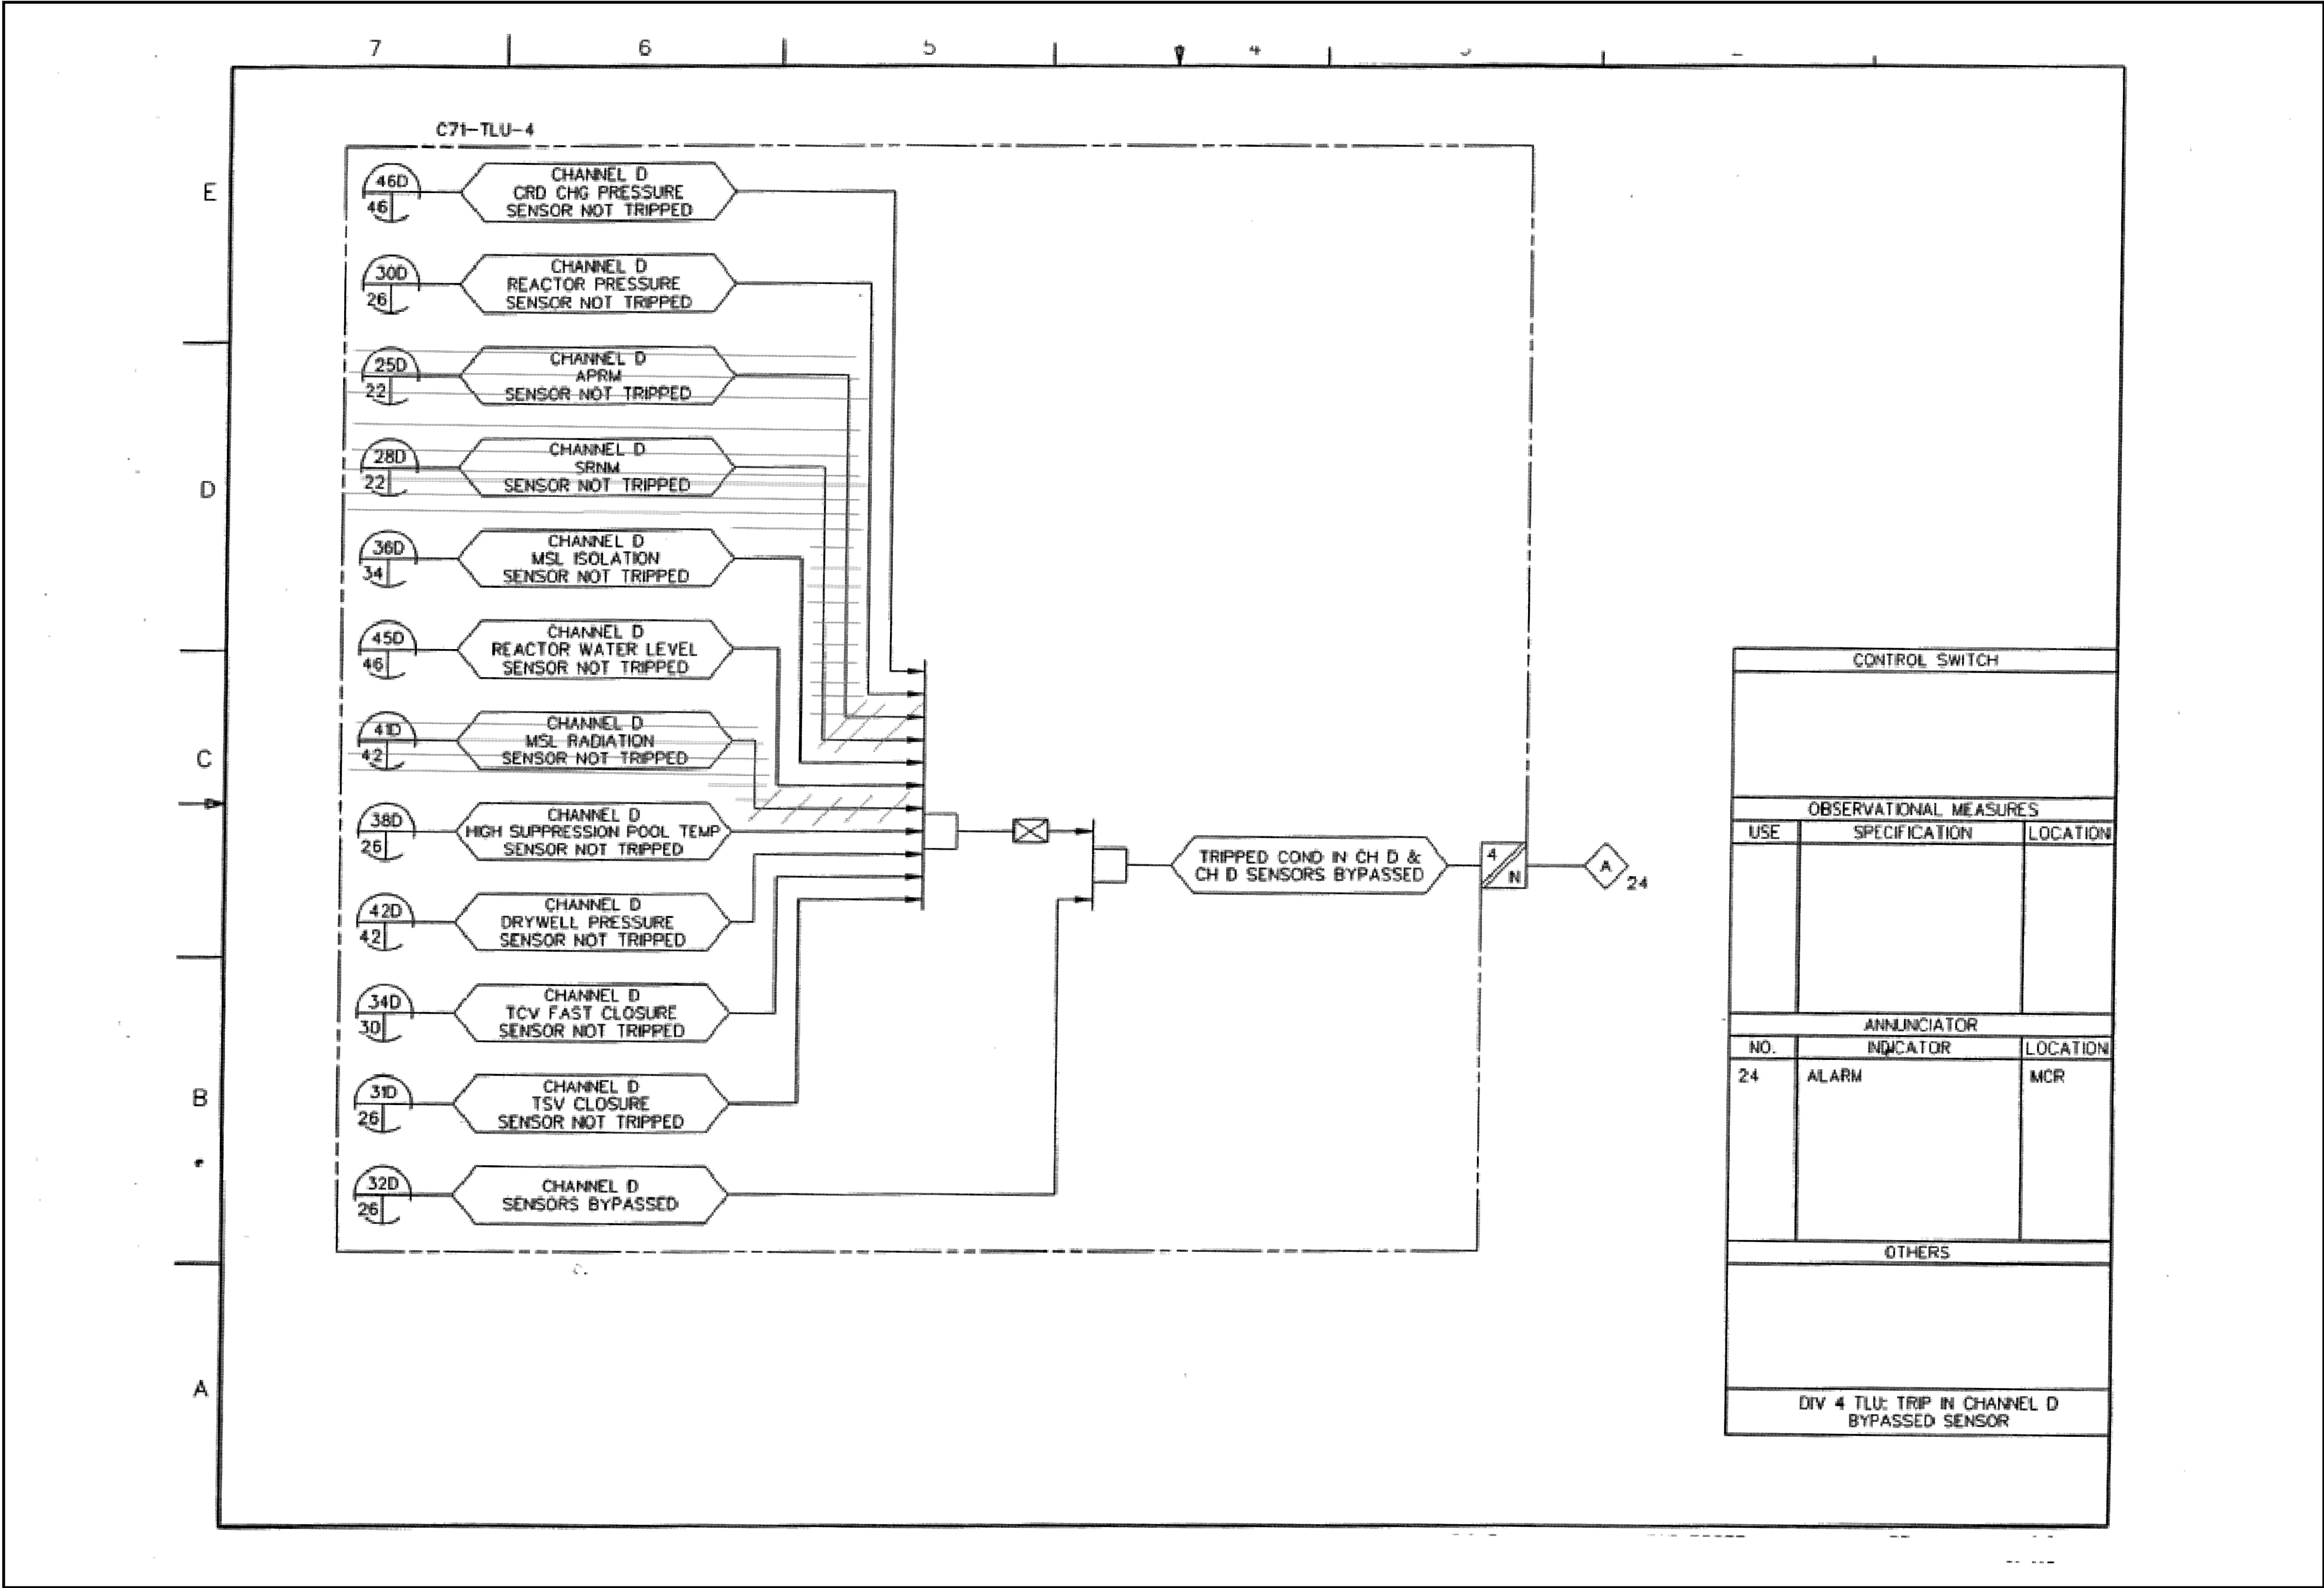 7 6 5 4
C71-TLU-4
E
D
C
B
A
46D
46
CHANNEL D
CRD CHG PRESSURE
SENSOR NOT TRIPPED
30D
26
CHANNEL D
REACTOR PRESSURE
SENSOR NOT TRIPPED
25D
22
CHANNEL D
APRM
SENSOR NOT TRIPPED
28D
22
CHANNEL D
SRNM
SENSOR NOT TRIPPED
36D
34
CHANNEL D
MSL ISOLATION
SENSOR NOT TRIPPED
45D
46
CHANNEL D
REACTOR WATER LEVEL
SENSOR NOT TRIPPED
41D
42
CHANNEL D
MSL RADIATION
SENSOR NOT TRIPPED
38D
26
CHANNEL D
HIGH SUPPRESSION POOL TEMP
SENSOR NOT TRIPPED
42D
42
CHANNEL D
DRYWELL PRESSURE
SENSOR NOT TRIPPED
34D
30
CHANNEL D
TCV FAST CLOSURE
SENSOR NOT TRIPPED
31D
26
CHANNEL D
TSV CLOSURE
SENSOR NOT TRIPPED
32D
26
CHANNEL D
SENSORS BYPASSED
TRIPPED COND IN CH D &
CH D SENSORS BYPASSED
4
N
A
24
CONTROL SWITCH
OBSERVATIONAL MEASURES
USE SPECIFICATION LOCATION
ANNUNCIATOR
NO. INDICATOR LOCATION
24 ALARM MCR
OTHERS
DIV 4 TLU: TRIP IN CHANNEL D
BYPASSED SENSOR